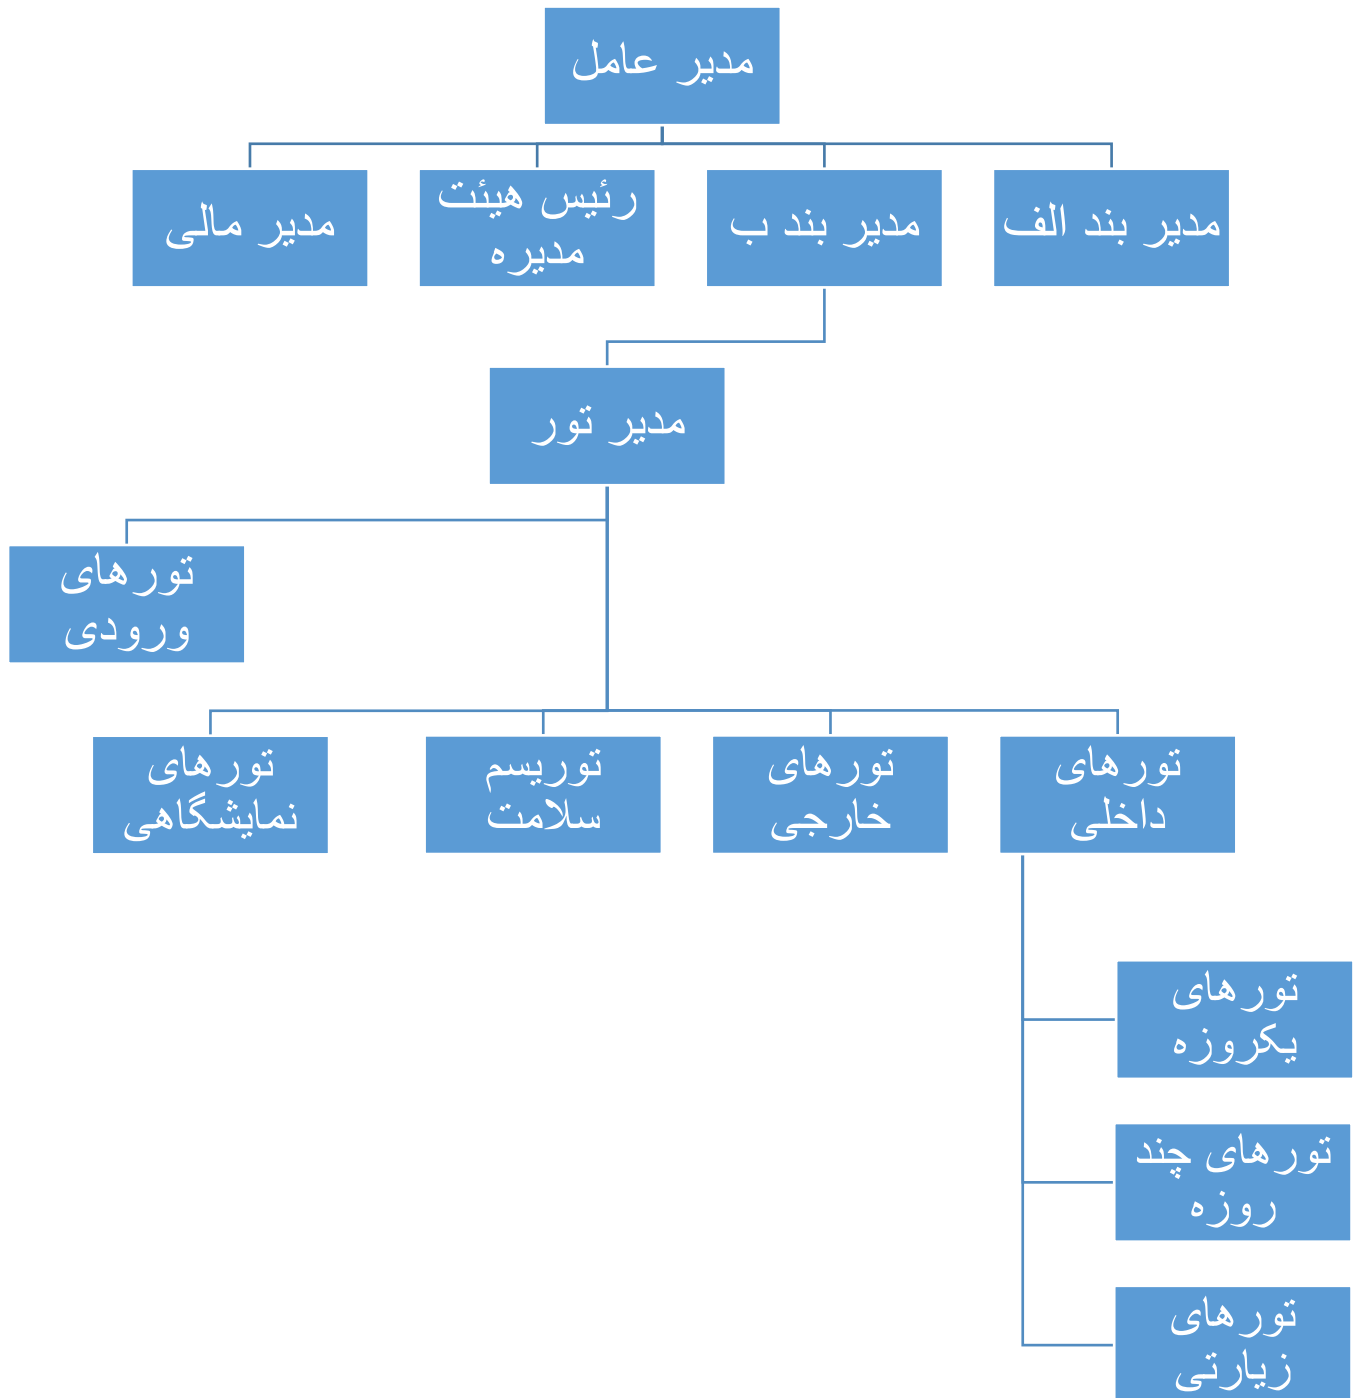 مدیر عامل
مدیر بند الف
مدیر بند ب
رئیس هیئت
مدیره
مدیر مالی
مدیر تور
تورهای
ورودی
تورهای
داخلی
تورهای
خارجی
توریسم
سلامت
تورهای
نمایشگاهی
تورهای
یکروزه
تورهای چند
روزه
تورهای
زیارتی